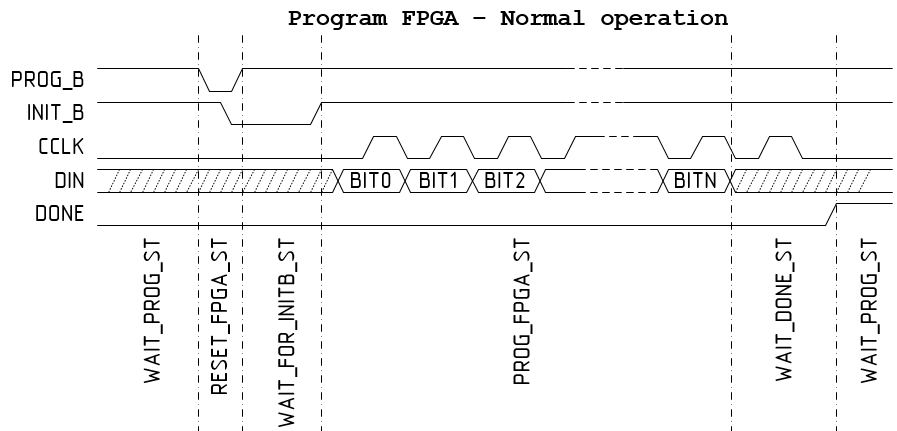 Program FPGA – Normal operation
PROG_B
INIT_B
CCLK
DIN BIT0 BIT1 BIT2 BITN
DONE
WAIT_PROG_ST
RESET_FPGA_ST
WAIT_FOR_INITB_ST
PROG_FPGA_ST
WAIT_DONE_ST
WAIT_PROG_ST